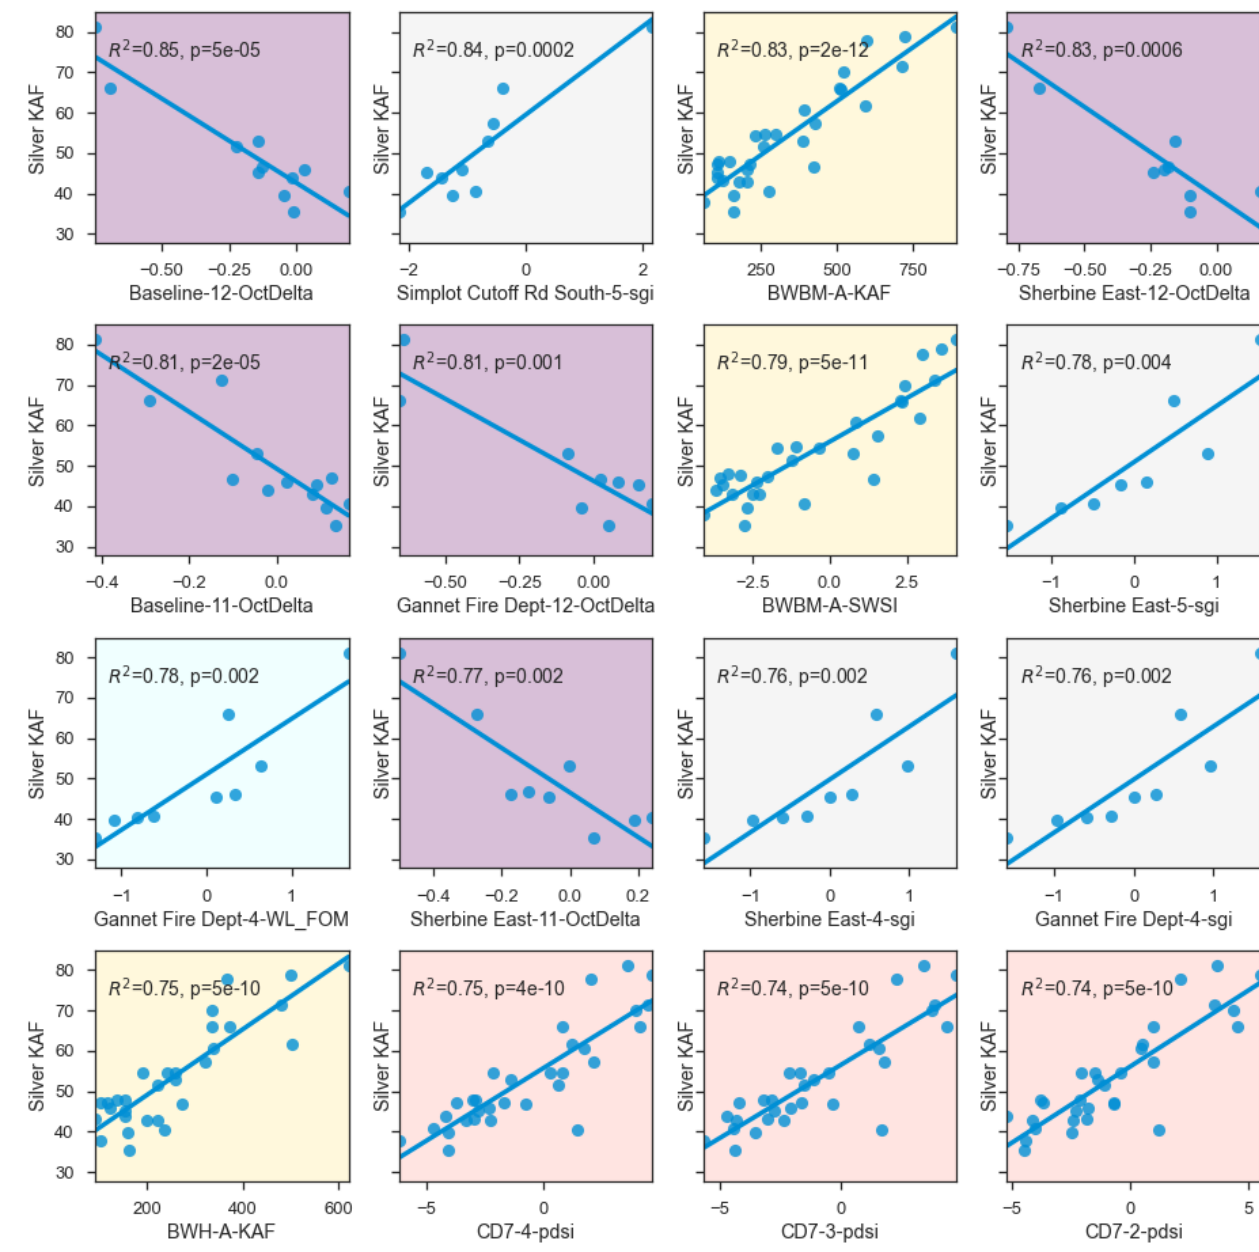 R²=0.85, p=5e-05
Silver KAF
80
70
60
50
40
30
−0.50 −0.25 0.00
Baseline-12-OctDelta
R²=0.84, p=0.0002
Silver KAF
−2 0 2
Simplot Cutoff Rd South-5-sgi
R²=0.83, p=2e-12
Silver KAF
250 500 750
BWBM-A-KAF
R²=0.83, p=0.0006
Silver KAF
−0.75 −0.25 0.00
Sherbine East-12-OctDelta
R²=0.81, p=2e-05
Silver KAF
80
70
60
50
40
30
−0.4 −0.2 0.0
Baseline-11-OctDelta
R²=0.81, p=0.001
Silver KAF
−0.50 −0.25 0.00
Gannet Fire Dept-12-OctDelta
R²=0.79, p=5e-11
Silver KAF
−2.5 0.0 2.5
BWBM-A-SWSI
R²=0.78, p=0.004
Silver KAF
−1 0 1
Sherbine East-5-sgi
R²=0.78, p=0.002
Silver KAF
80
70
60
50
40
30
−1 0 1
Gannet Fire Dept-4-WL_FOM
R²=0.77, p=0.002
Silver KAF
−0.4 −0.2 0.0 0.2
Sherbine East-11-OctDelta
R²=0.76, p=0.002
Silver KAF
−1 0 1
Sherbine East-4-sgi
R²=0.76, p=0.002
Silver KAF
−1 0 1
Gannet Fire Dept-4-sgi
R²=0.75, p=5e-10
Silver KAF
80
70
60
50
40
30
200 400 600
BWH-A-KAF
R²=0.75, p=4e-10
Silver KAF
−5 0
CD7-4-pdsi
R²=0.74, p=5e-10
Silver KAF
−5 0
CD7-3-pdsi
R²=0.74, p=5e-10
Silver KAF
−5 0 5
CD7-2-pdsi